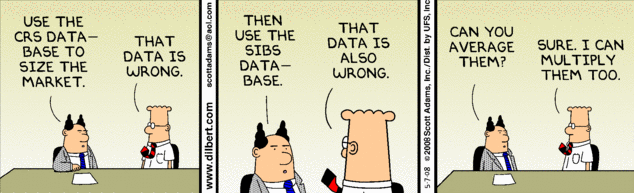 USE THE
CRS DATA-
BASE TO
SIZE THE
MARKET.
THAT
DATA IS
WRONG.
www.dilbert.com
scottadams@aol.com
THEN
USE THE
SIBS
DATA-
BASE.
THAT
DATA IS
ALSO
WRONG.
5-7-08 © 2008 Scott Adams, Inc./Dist. by UFS, Inc.
CAN YOU
AVERAGE
THEM?
SURE. I CAN
MULTIPLY
THEM TOO.